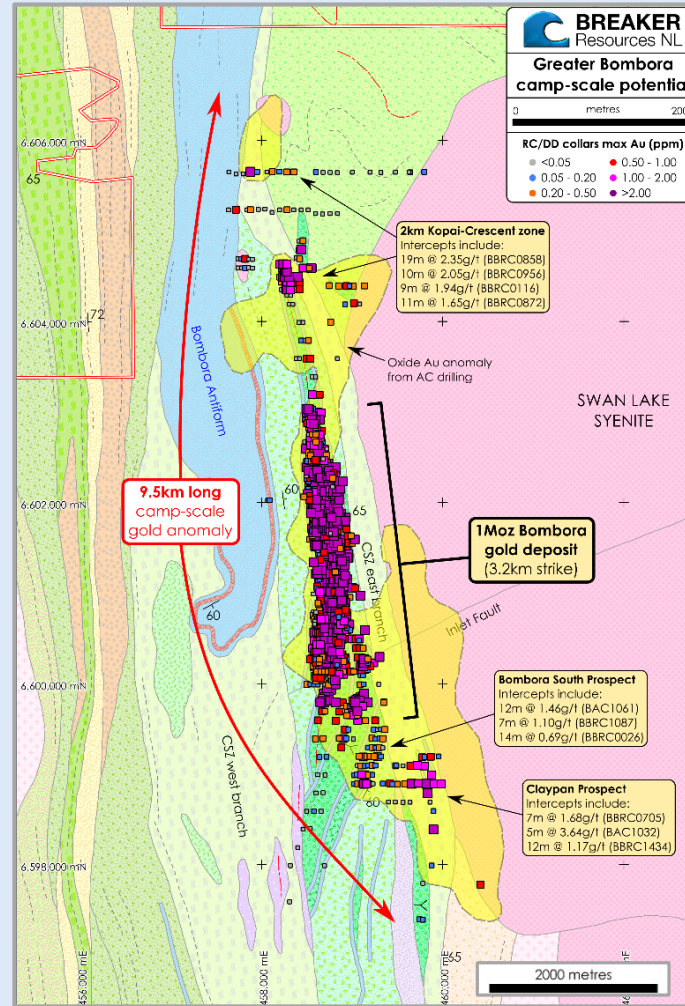 BREAKER
Resources NL
Greater Bombora
camp-scale potentia
0 metres 200
RC/DD collars max Au (ppm)
<0.05 0.50 - 1.00
0.05 - 0.20 1.00 - 2.00
0.20 - 0.50 >2.00
6,606,000 mN
65
2km Kopai-Crescent zone
Intercepts include:
19m @ 2.35g/t (BBRC0858)
10m @ 2.05g/t (BBRC0956)
9m @ 1.94g/t (BBRC0116)
11m @ 1.65g/t (BBRC0872)
6,604,000 mN
72
Bombora Antiform
Oxide Au anomaly
from AC drilling
SWAN LAKE
SYENITE
9.5km long
camp-scale
gold anomaly
6,602,000 mN
60
65
CSZ east branch
1Moz Bombora
gold deposit
(3.2km strike)
60
Inlet Fault
6,600,000 mN
Bombora South Prospect
Intercepts include:
12m @ 1.46g/t (BAC1061)
7m @ 1.10g/t (BBRC1087)
14m @ 0.69g/t (BBRC0026)
CSZ west branch
60
Claypan Prospect
Intercepts include:
7m @ 1.68g/t (BBRC0705)
5m @ 3.64g/t (BAC1032)
12m @ 1.17g/t (BBRC1434)
6,598,000 mN
65
456,000 mE
458,000 mE
460,000 mE
2000 metres